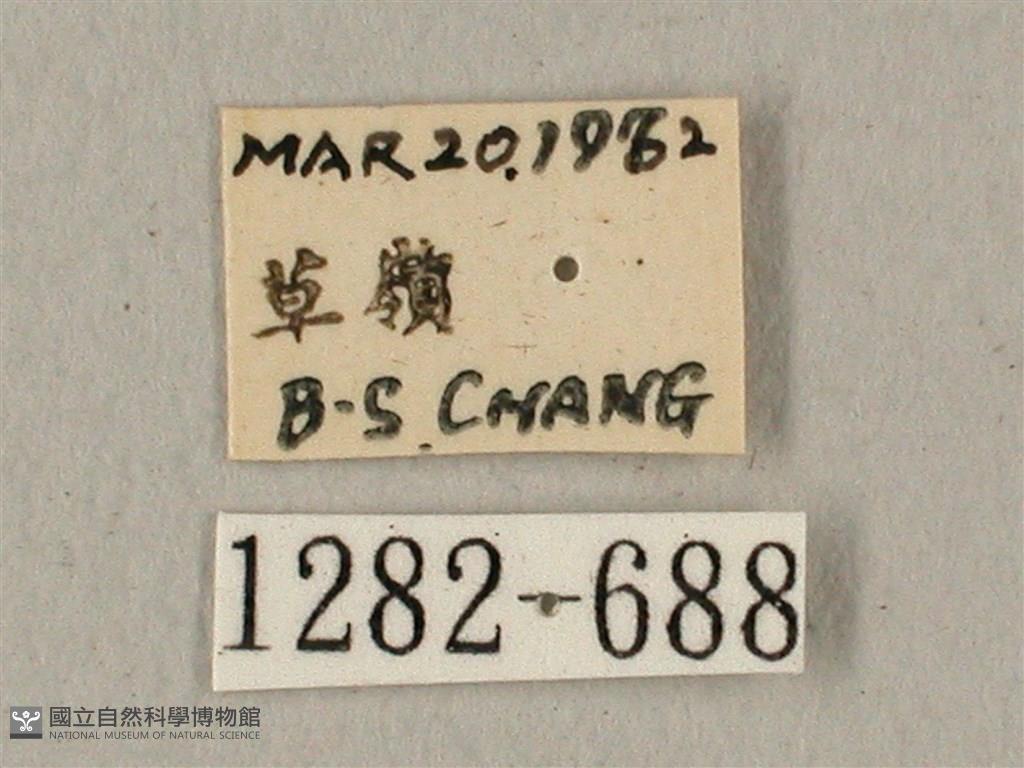 MAR 20.1982
草嶺
B-S.CHANG
1282-688
國立自然科學博物館
NATIONAL MUSEUM OF NATURAL SCIENCE